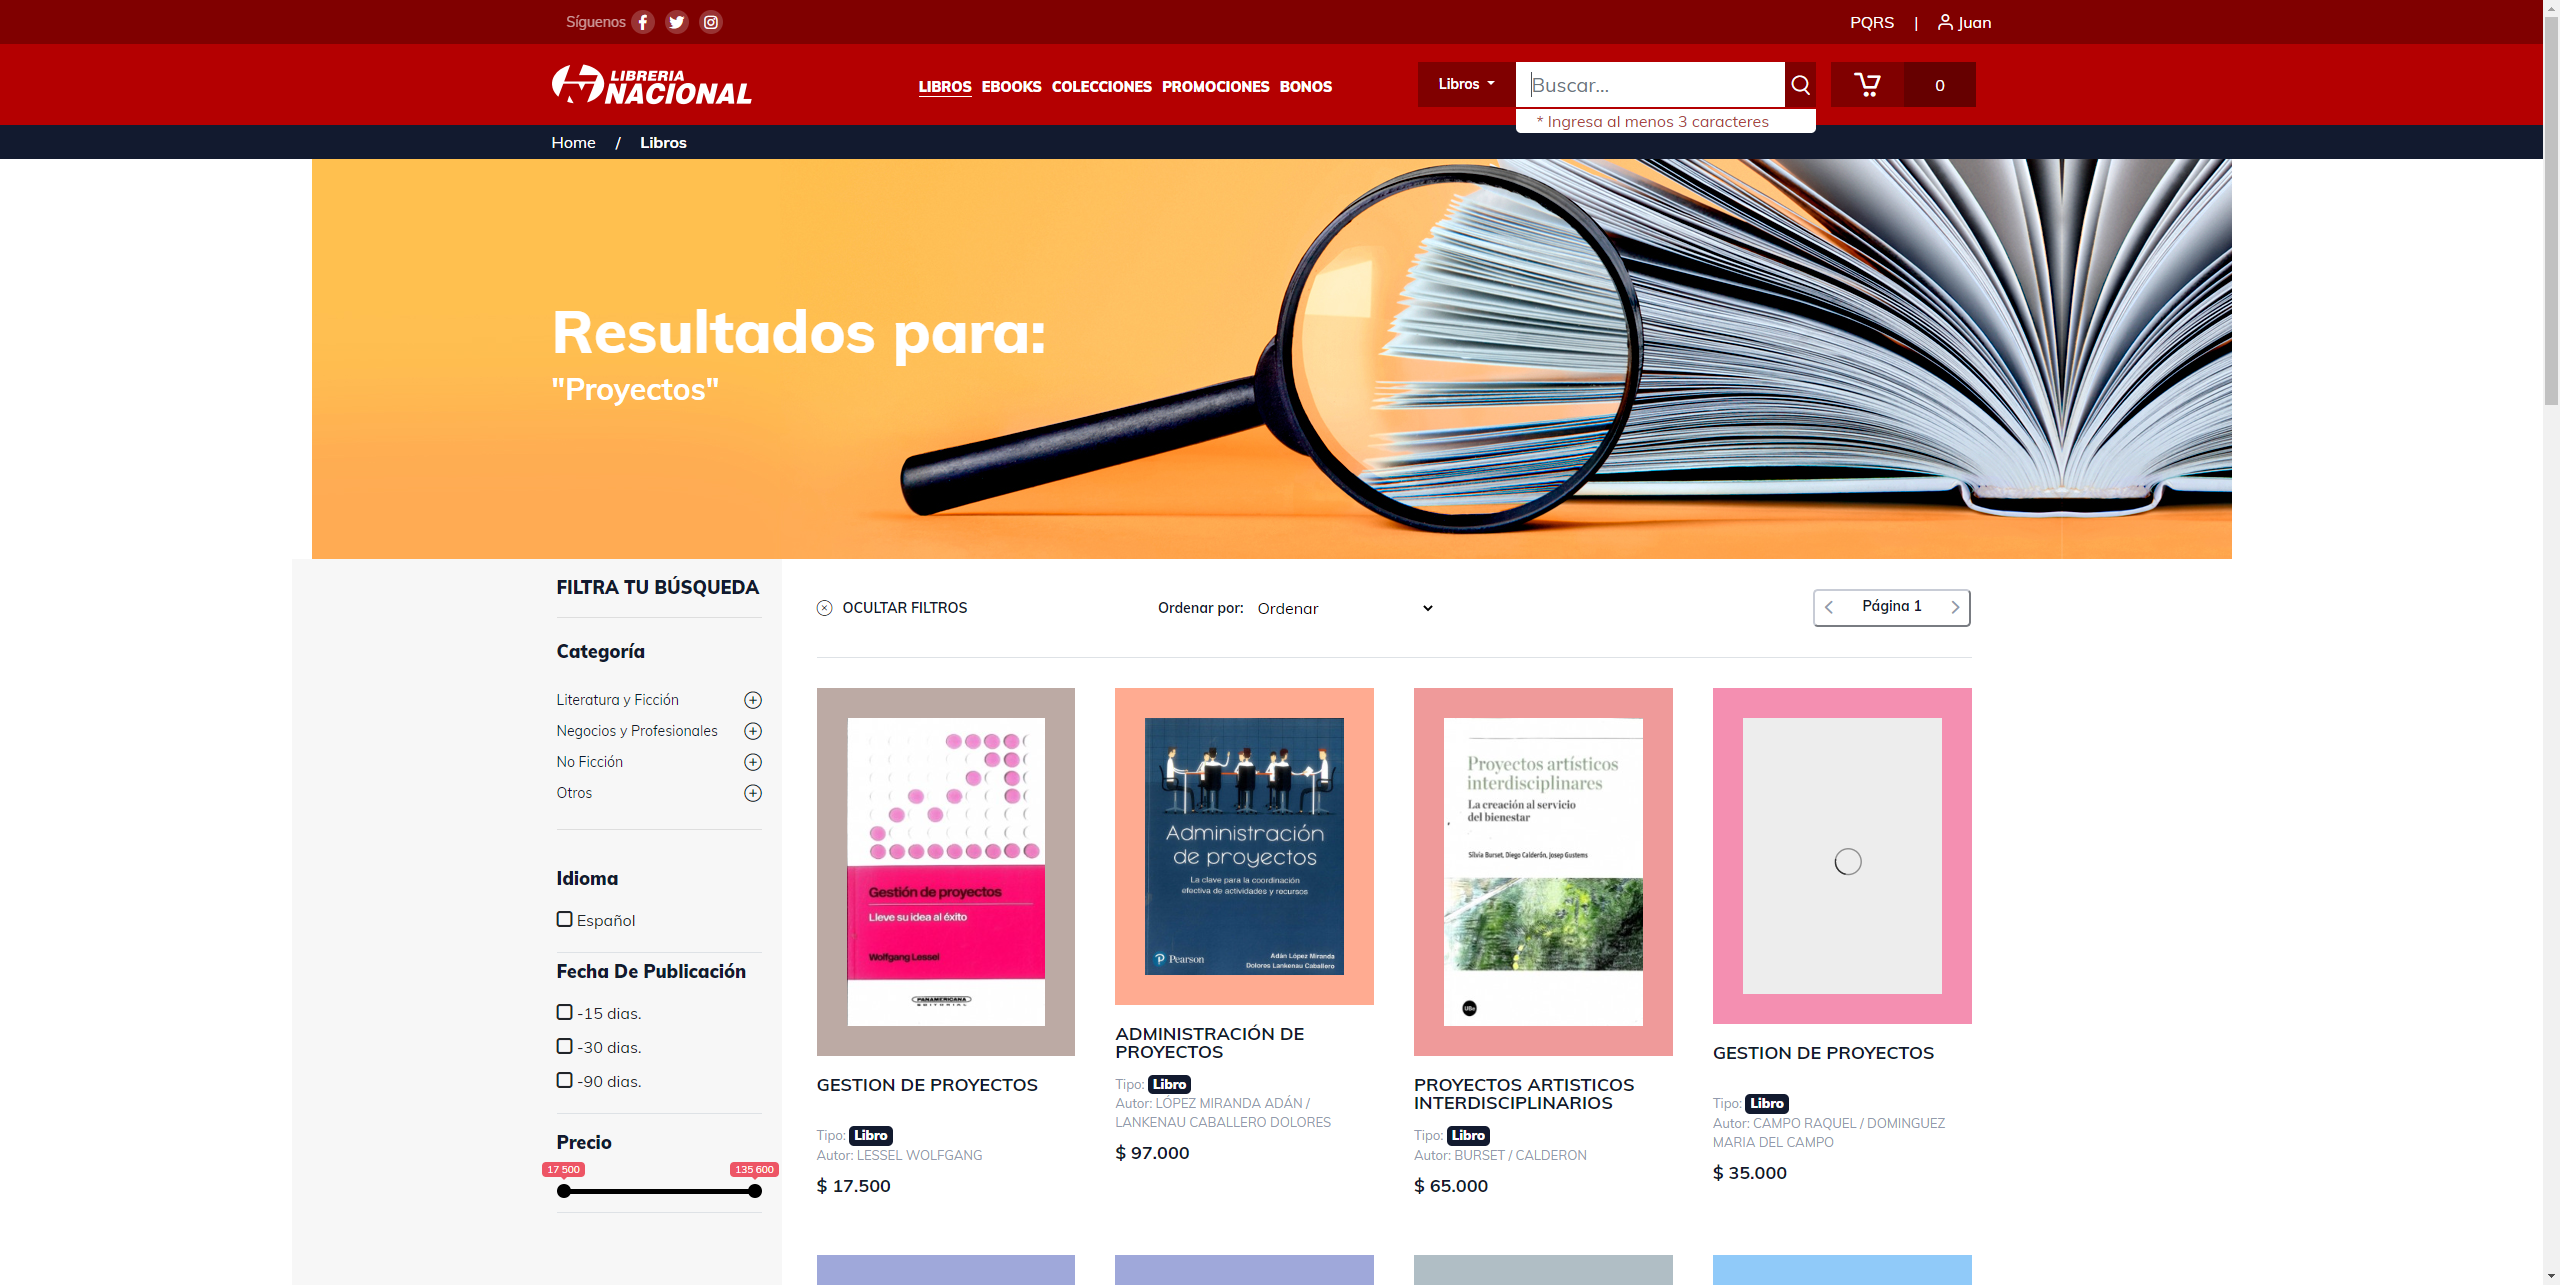 Síguenos
PQRS | Juan
LIBRERIA
NACIONAL
LIBROS EBOOKS COLECCIONES PROMOCIONES BONOS
Libros
Buscar...
0
* Ingresa al menos 3 caracteres
Home / Libros
Resultados para:
"Proyectos"
FILTRA TU BÚSQUEDA
Categoría
Literatura y Ficción
Negocios y Profesionales
No Ficción
Otros
Idioma
Español
Fecha De Publicación
-15 dias.
-30 dias.
-90 dias.
Precio
17 500
135 600
OCULTAR FILTROS
Ordenar por: Ordenar
Página 1
Gestión de proyectos
Lleve su idea al éxito
Wolfgang Lessel
PANAMERICANA
EDITORIAL
GESTION DE PROYECTOS
Tipo: Libro
Autor: LESSEL WOLFGANG
$ 17.500
Administración
de proyectos
La clave para la coordinación
efectiva de actividades y recursos
Pearson
Adán López Miranda
Dolores Lankenau Caballero
ADMINISTRACIÓN DE
PROYECTOS
Tipo: Libro
Autor: LÓPEZ MIRANDA ADÁN /
LANKENAU CABALLERO DOLORES
$ 97.000
Proyectos artísticos
interdisciplinares
La creación al servicio
del bienestar
Sílvia Burset, Diego Calderón, Josep Gustems
UBe
PROYECTOS ARTISTICOS
INTERDISCIPLINARIOS
Tipo: Libro
Autor: BURSET / CALDERON
$ 65.000
GESTION DE PROYECTOS
Tipo: Libro
Autor: CAMPO RAQUEL / DOMINGUEZ
MARIA DEL CAMPO
$ 35.000